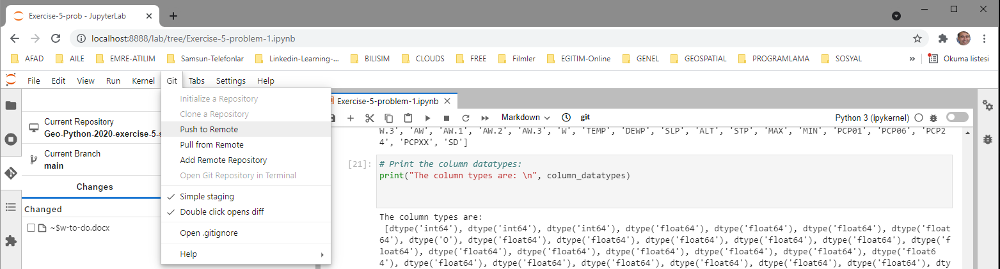 Exercise-5-prob - JupyterLab
localhost:8888/lab/tree/Exercise-5-problem-1.ipynb
AFAD AILE EMRE-ATILIM Samsun-Telefonlar Linkedin-Learning-... BILISIM CLOUDS FREE Filmler EGITIM-Online GENEL GEOSPATIAL PROGRAMLAMA SOSYAL » Okuma listesi
File Edit View Run Kernel Git Tabs Settings Help
Current Repository
Geo-Python-2020-exercise-5-s
Current Branch
main
Changes
Changed
~$w-to-do.docx
Initialize a Repository
Clone a Repository
Push to Remote
Pull from Remote
Add Remote Repository
Open Git Repository in Terminal
Simple staging
Double click opens diff
Open .gitignore
Help
Exercise-5-problem-1.ipynb
Markdown git Python 3 (ipykernel)
W.3', 'AW', 'AW.1', 'AW.2', 'AW.3', 'W', 'TEMP', 'DEWP', 'SLP', 'ALT', 'STP', 'MAX', 'MIN', 'PCP01', 'PCP06', 'PCP2
4', 'PCPXX', 'SD']
[21]: # Print the column datatypes:
print("The column types are: \n", column_datatypes)
The column types are:
[dtype('int64'), dtype('int64'), dtype('int64'), dtype('float64'), dtype('float64'), dtype('float64'), dtype('float
64'), dtype('O'), dtype('float64'), dtype('float64'), dtype('float64'), dtype('float64'), dtype('float64'), dtype('f
loat64'), dtype('float64'), dtype('float64'), dtype('float64'), dtype('float64'), dtype('float64'), dtype('float6
4'), dtype('float64'), dtype('float64'), dtype('float64'), dtype('float64'), dtype('float64'), dtype('float64'), dty